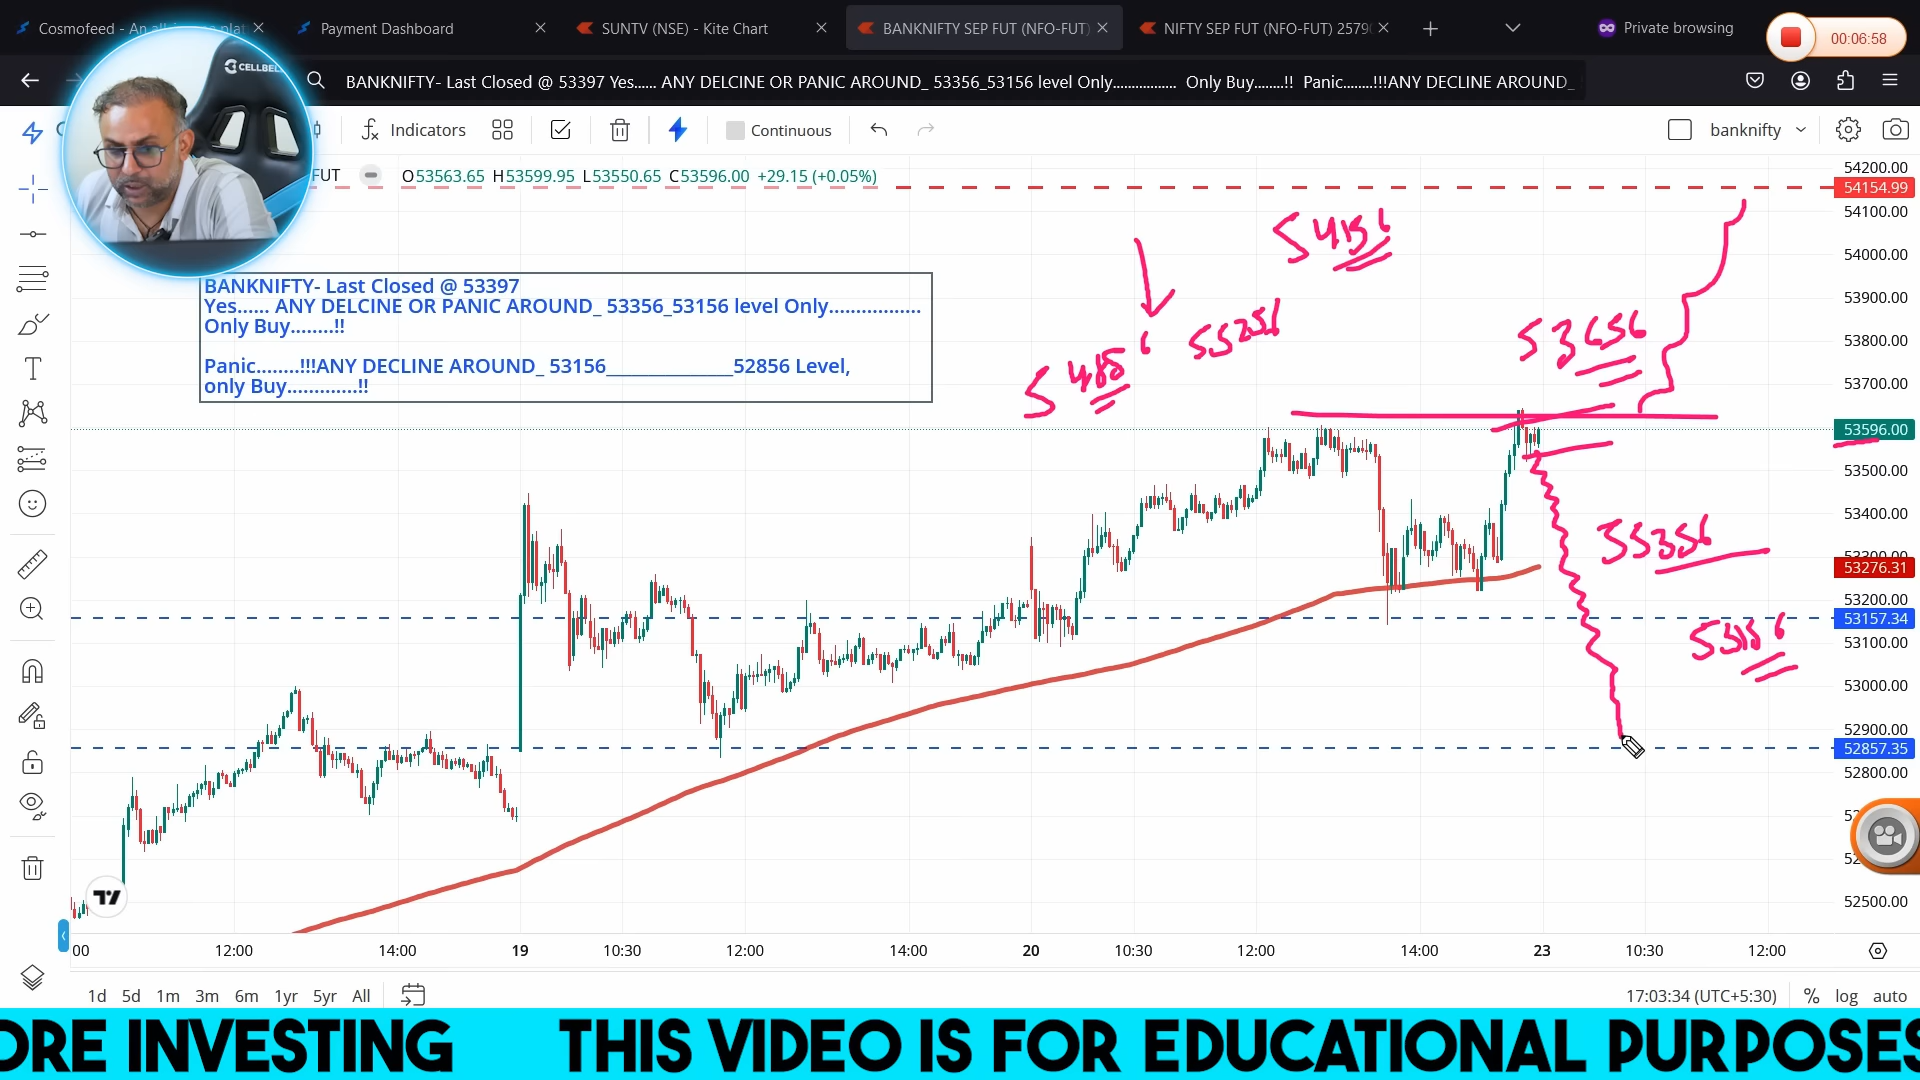 Cosmofeed - An all-in-one plat
Payment Dashboard
SUNTV (NSE) - Kite Chart
BANKNIFTY SEP FUT (NFO-FUT)
NIFTY SEP FUT (NFO-FUT) 2579
Private browsing
00:06:58
BANKNIFTY- Last Closed @ 53397 Yes...... ANY DELCINE OR PANIC AROUND_ 53356_53156 level Only................. Only Buy........!! Panic........!!!ANY DECLINE AROUND_
CELLBELL
Indicators
Continuous
banknifty
FUT
O53563.65 H53599.95 L53550.65 C53596.00 +29.15 (+0.05%)
BANKNIFTY- Last Closed @ 53397
Yes...... ANY DELCINE OR PANIC AROUND_ 53356_53156 level Only.................
Only Buy........!!
Panic........!!!ANY DECLINE AROUND_ 53156_______________52856 Level,
only Buy.............!!
54156
55256
54856
53656
53156
54200.00
54154.99
54100.00
54000.00
53900.00
53800.00
53700.00
53596.00
53500.00
53400.00
53300.00
53276.31
53200.00
53157.34
53100.00
53000.00
52900.00
52857.35
52800.00
52500.00
:00
12:00
14:00
19
10:30
12:00
14:00
20
10:30
12:00
14:00
23
10:30
12:00
1d 5d 1m 3m 6m 1yr 5yr All
17:03:34 (UTC+5:30) % log auto
ORE INVESTING THIS VIDEO IS FOR EDUCATIONAL PURPOSES